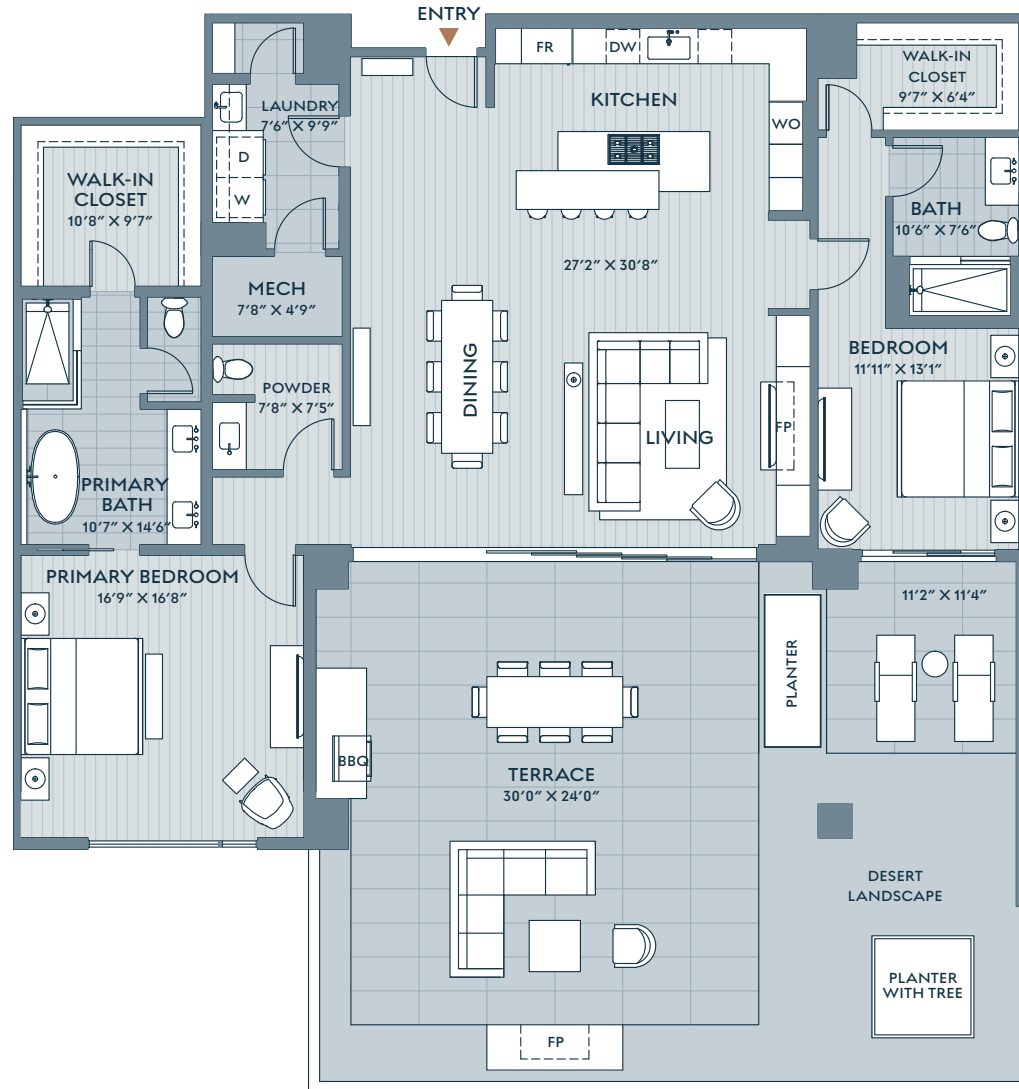 ENTRY
FR
DW
WALK-IN
CLOSET
9'7" X 6'4"
KITCHEN
LAUNDRY
7'6" X 9'9"
WO
D
W
WALK-IN
CLOSET
10'8" X 9'7"
BATH
10'6" X 7'6"
27'2" X 30'8"
MECH
7'8" X 4'9"
BEDROOM
11'11" X 13'1"
DINING
POWDER
7'8" X 7'5"
LIVING
FP
PRIMARY
BATH
10'7" X 14'6"
PRIMARY BEDROOM
16'9" X 16'8"
11'2" X 11'4"
PLANTER
BBQ
TERRACE
30'0" X 24'0"
DESERT
LANDSCAPE
PLANTER
WITH TREE
FP